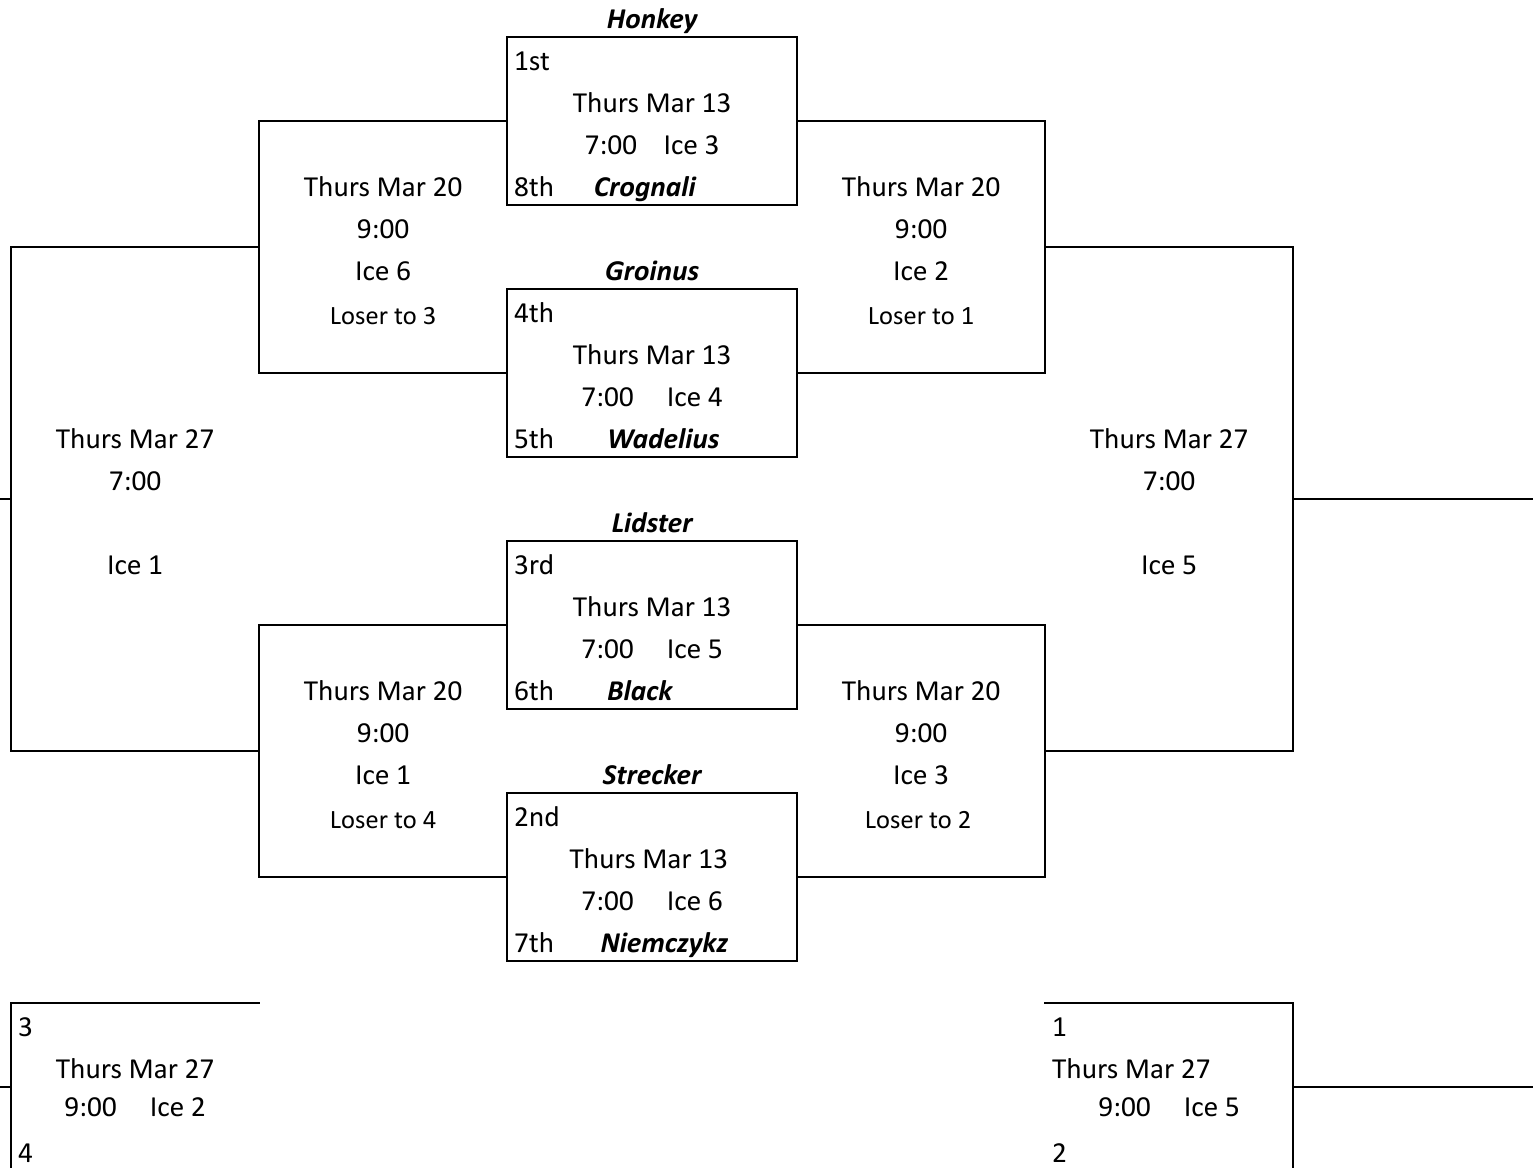 Honkey
1st
Thurs Mar 13
7:00 Ice 3
Thurs Mar 20 8th Crognali Thurs Mar 20
9:00 9:00
Ice 6 Groinus Ice 2
Loser to 3 4th Loser to 1
Thurs Mar 13
7:00 Ice 4
Thurs Mar 27 5th Wadelius Thurs Mar 27
7:00 7:00
Lidster
Ice 1 3rd Ice 5
Thurs Mar 13
7:00 Ice 5
Thurs Mar 20 6th Black Thurs Mar 20
9:00 9:00
Ice 1 Strecker Ice 3
Loser to 4 2nd Loser to 2
Thurs Mar 13
7:00 Ice 6
7th Niemczykz
3 1
Thurs Mar 27 Thurs Mar 27
9:00 Ice 2 9:00 Ice 5
4 2